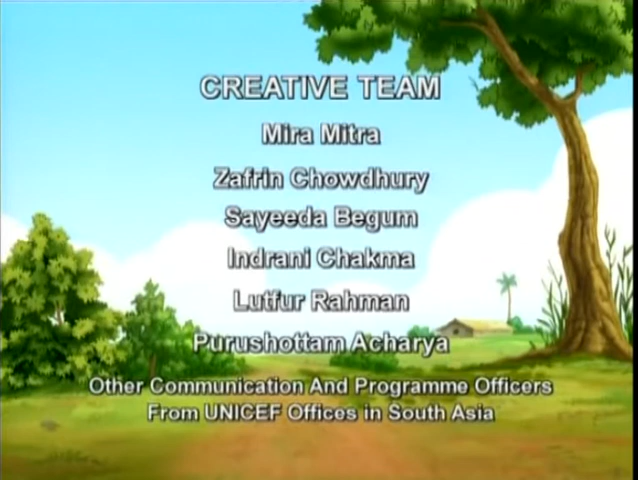 CREATIVE TEAM
Mira Mitra
Zafrin Chowdhury
Sayeeda Begum
Indrani Chakma
Lutfur Rahman
Purushottam Acharya
Other Communication And Programme Officers
From UNICEF Offices in South Asia